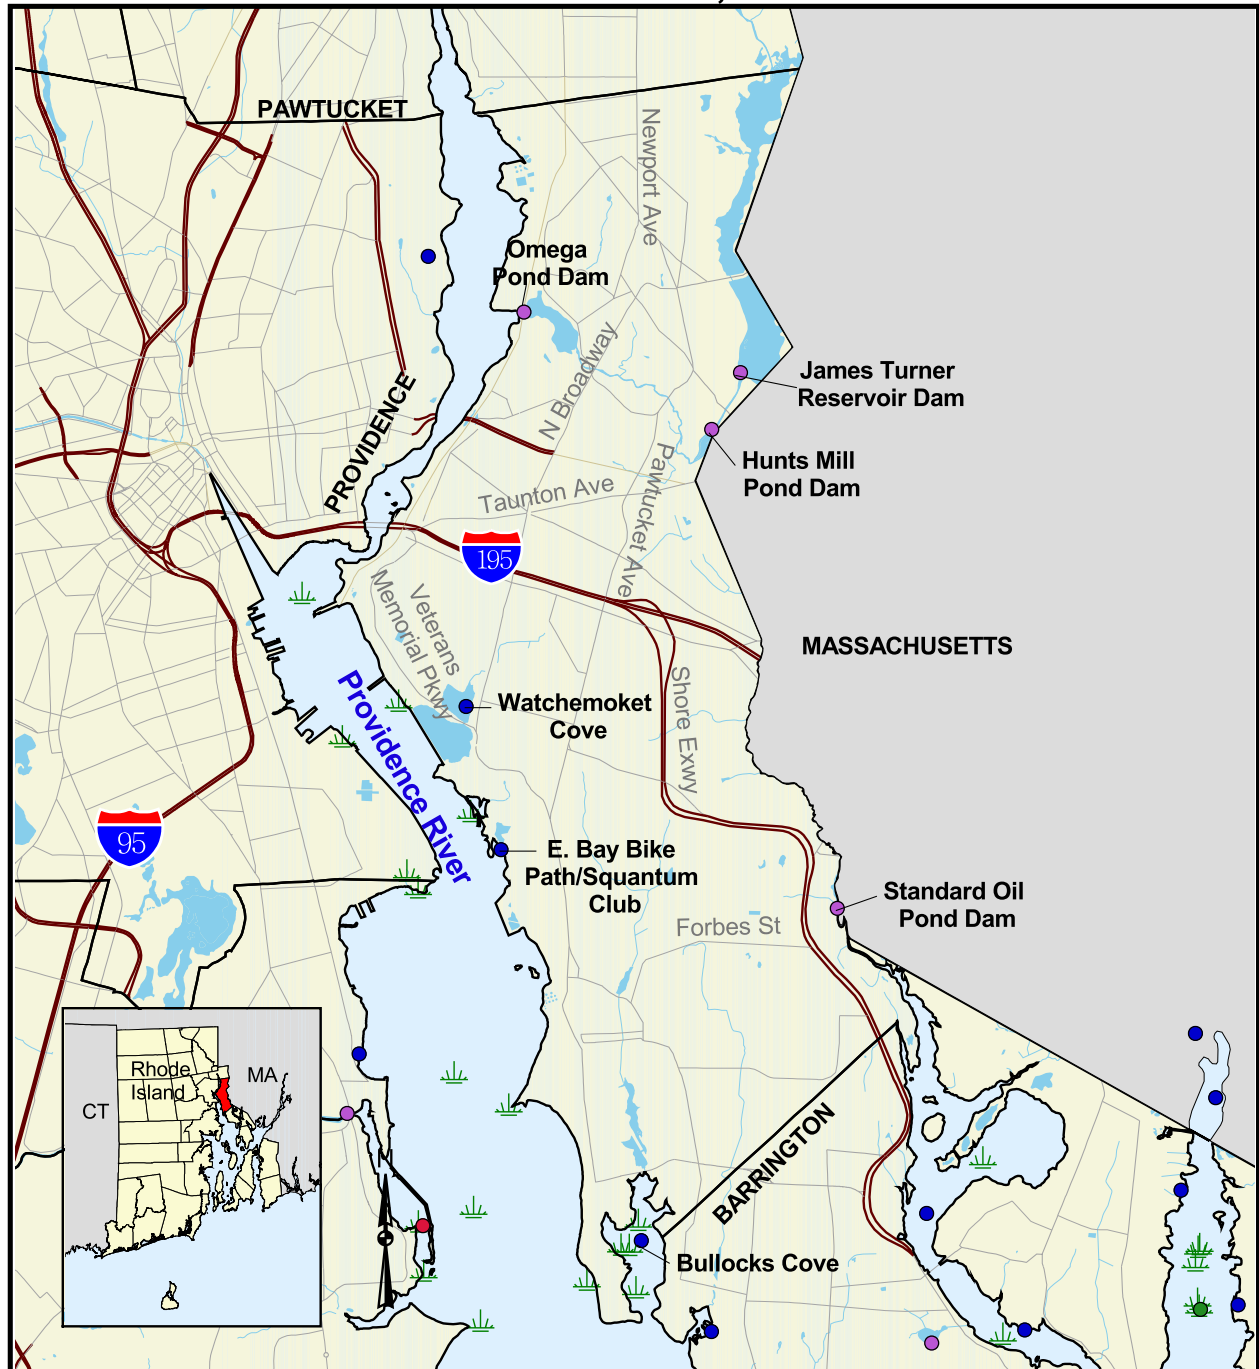 PAWTUCKET
Newport Ave
Omega
Pond Dam
N Broadway
James Turner
Reservoir Dam
PROVIDENCE
Hunts Mill
Pond Dam
Taunton Ave
Pawtucket Ave
195
Veterans
Memorial Pkwy
MASSACHUSETTS
Providence River
Shore Exwy
Watchemoket
Cove
95
E. Bay Bike
Path/Squantum
Club
Standard Oil
Pond Dam
Forbes St
Rhode
Island
MA
CT
BARRINGTON
Bullocks Cove